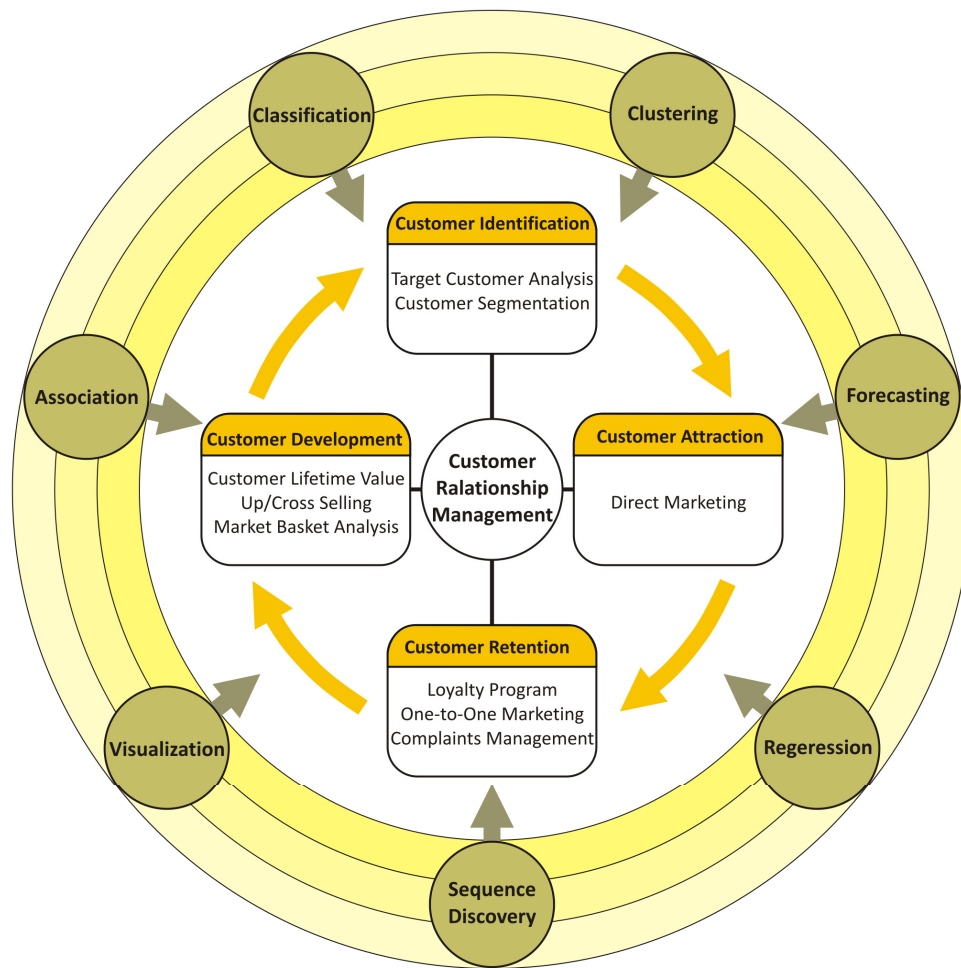 Classification
Clustering
Customer Identification
Target Customer Analysis
Customer Segmentation
Association
Forecasting
Customer Development
Customer Lifetime Value
Up/Cross Selling
Market Basket Analysis
Customer
Ralationship
Management
Customer Attraction
Direct Marketing
Customer Retention
Loyalty Program
One-to-One Marketing
Complaints Management
Visualization
Regeression
Sequence
Discovery